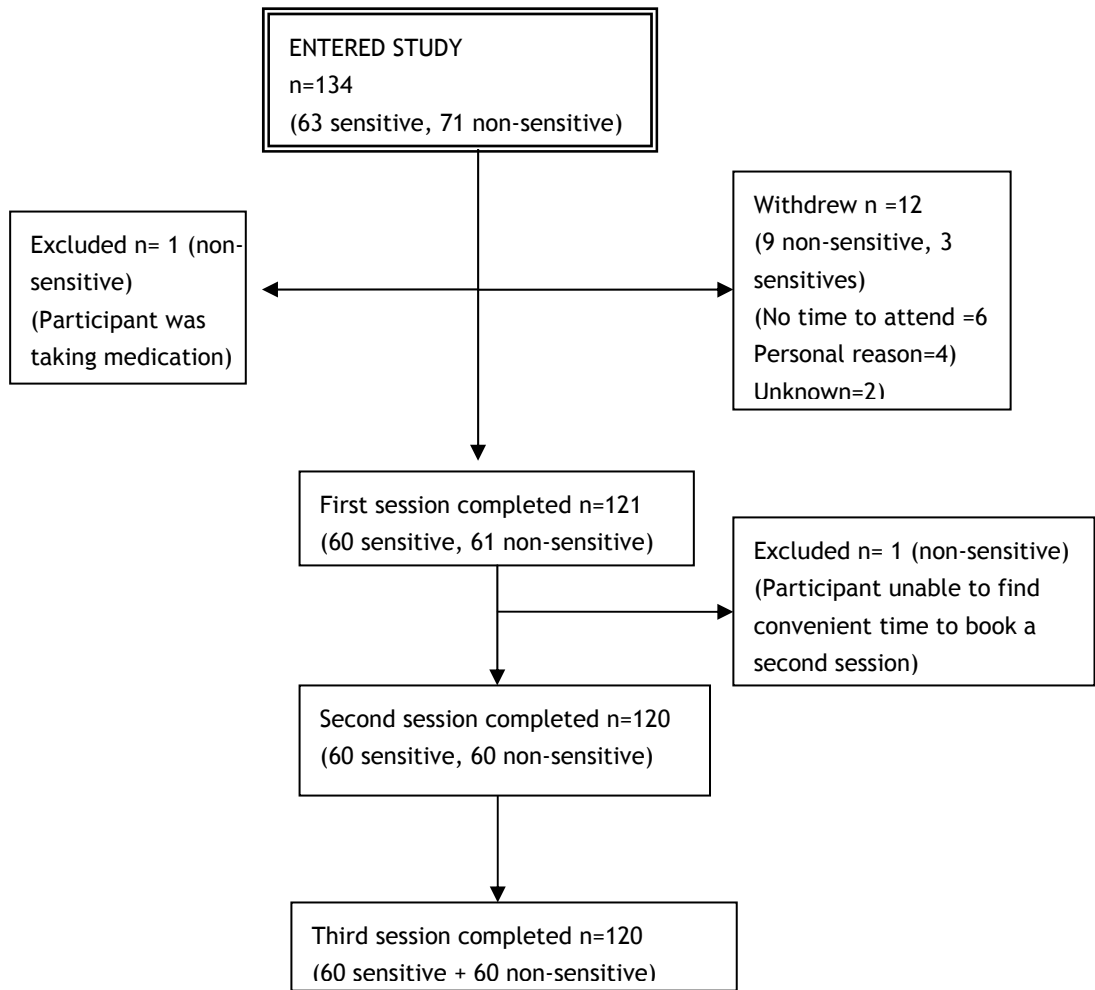 ENTERED STUDY
n=134
(63 sensitive, 71 non-sensitive)
Excluded n= 1 (non-
sensitive)
(Participant was
taking medication)
Withdrew n =12
(9 non-sensitive, 3
sensitives)
(No time to attend =6
Personal reason=4)
Unknown=2)
First session completed n=121
(60 sensitive, 61 non-sensitive)
Excluded n= 1 (non-sensitive)
(Participant unable to find
convenient time to book a
second session)
Second session completed n=120
(60 sensitive, 60 non-sensitive)
Third session completed n=120
(60 sensitive + 60 non-sensitive)